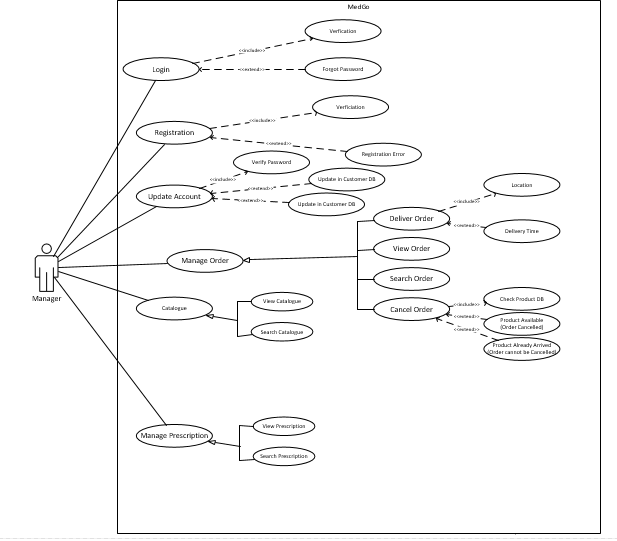 MedGo
Verfication
<<include>>
Login
<<extend>>
Forgot Password
Verficiation
<<include>>
Registration
<<extend>>
Registration Error
Verify Password
<<include>>
Update in Customer DB
<<extend>>
Update Account
<<extend>>
Update in Customer DB
Location
<<include>>
Deliver Order
<<extend>>
Delivery Time
View Order
Manage Order
Search Order
Manager
Catalogue
View Catalogue
Search Catalogue
Cancel Order
<<include>>
Check Product DB
<<extend>>
Product Available
(Order Cancelled)
<<extend>>
Product Already Arrived
(Order cannot be Cancelled)
Manage Prescription
View Prescription
Search Prescription